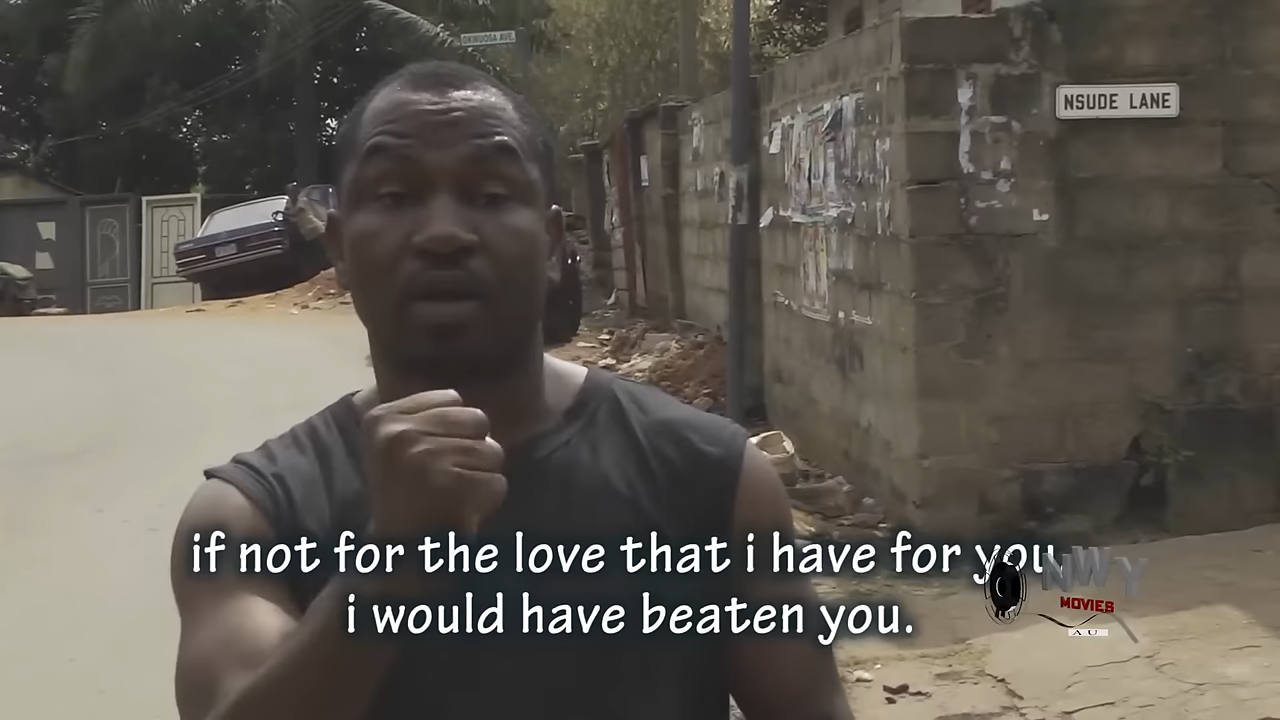 OKWUOSA AVE.
NSUDE LANE
if not for the love that i have for you,
i would have beaten you.
NWY
MOVIES
AU